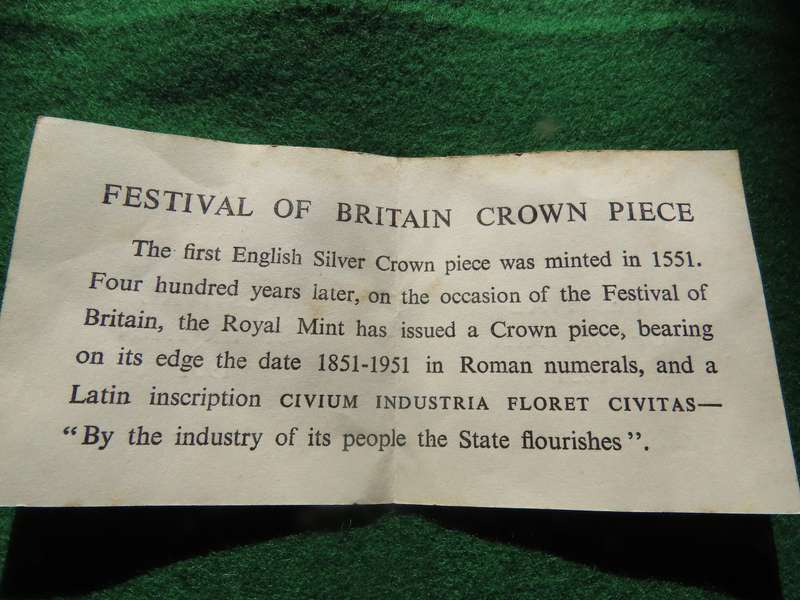 FESTIVAL OF BRITAIN CROWN PIECE
The first English Silver Crown piece was minted in 1551.
Four hundred years later, on the occasion of the Festival of
Britain, the Royal Mint has issued a Crown piece, bearing
on its edge the date 1851-1951 in Roman numerals, and a
Latin inscription CIVIUM INDUSTRIA FLORET CIVITAS—
“By the industry of its people the State flourishes”.